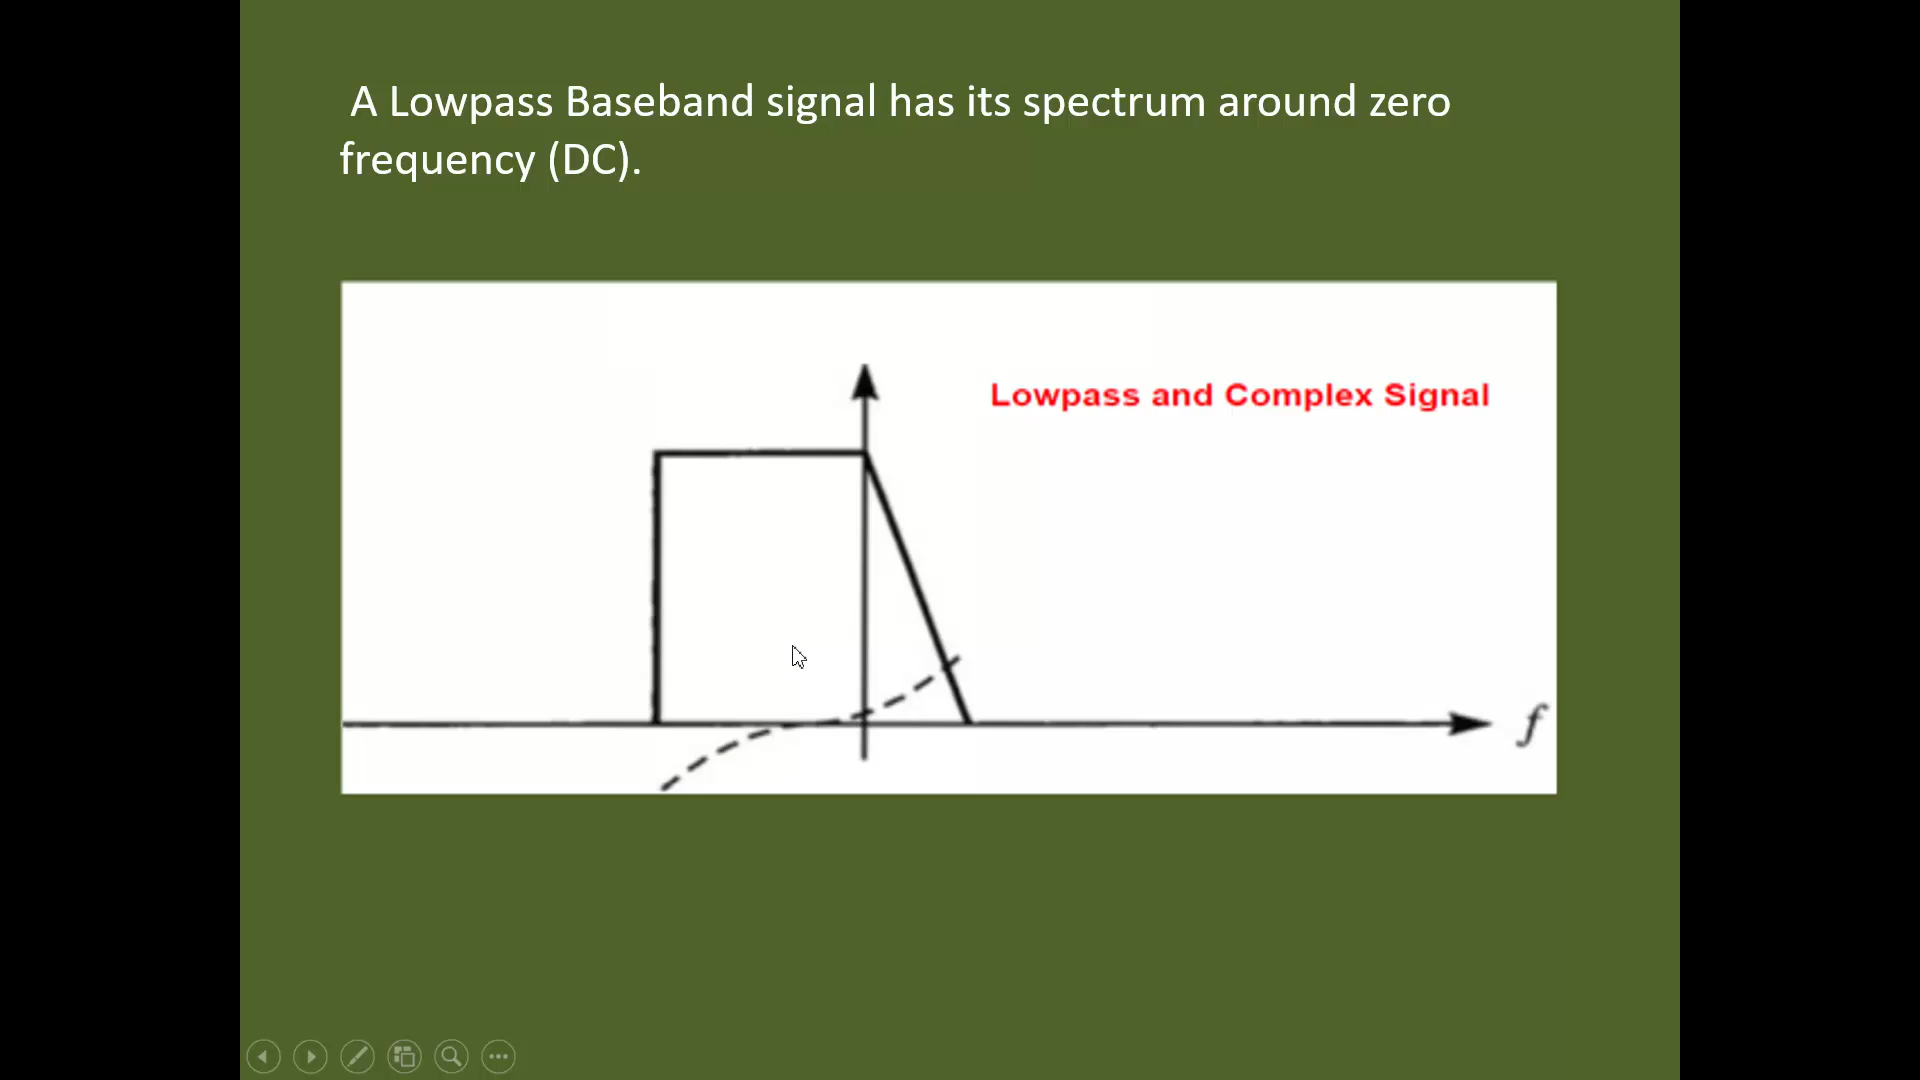 A Lowpass Baseband signal has its spectrum around zero
frequency (DC).
Lowpass and Complex Signal
f